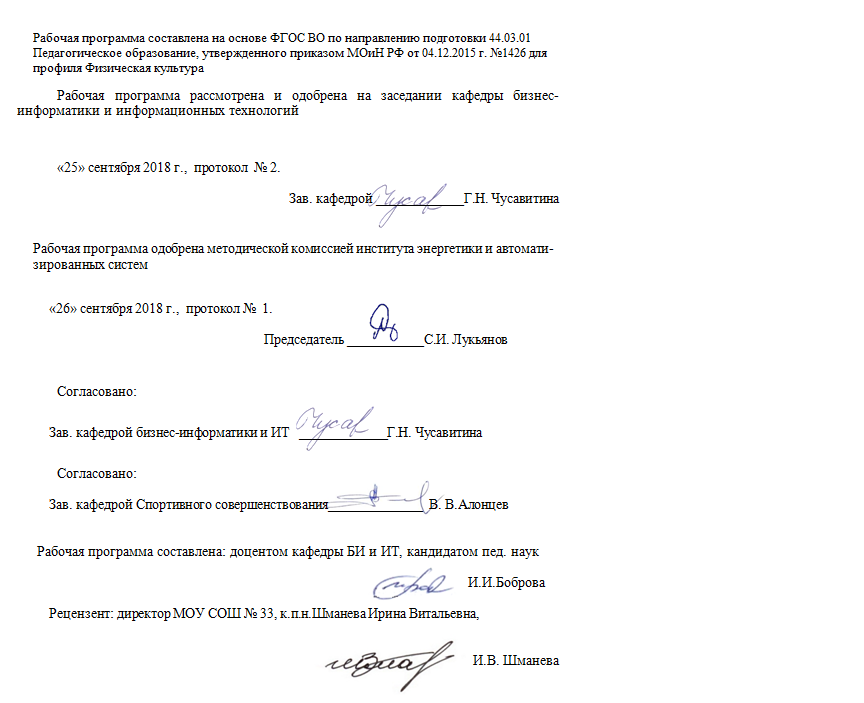 Рабочая программа составлена на основе ФГОС ВО по направлению подготовки 44.03.01
Педагогическое образование, утвержденного приказом МОиН РФ от 04.12.2015 г. №1426 для
профиля Физическая культура
Рабочая программа рассмотрена и одобрена на заседании кафедры бизнес-
информатики и информационных технологий
«25» сентября 2018 г., протокол № 2.
Зав. кафедрой ____________Г.Н. Чусавитина
Рабочая программа одобрена методической комиссией института энергетики и автомати-
зированных систем
«26» сентября 2018 г., протокол № 1.
Председатель ___________С.И. Лукьянов
Согласовано:
Зав. кафедрой бизнес-информатики и ИТ ____________Г.Н. Чусавитина
Согласовано:
Зав. кафедрой Спортивного совершенствования_____________ В. В.Алонцев
Рабочая программа составлена: доцентом кафедры БИ и ИТ, кандидатом пед. наук
И.И.Боброва
Рецензент: директор МОУ СОШ № 33, к.п.н.Шманева Ирина Витальевна,
И.В. Шманева